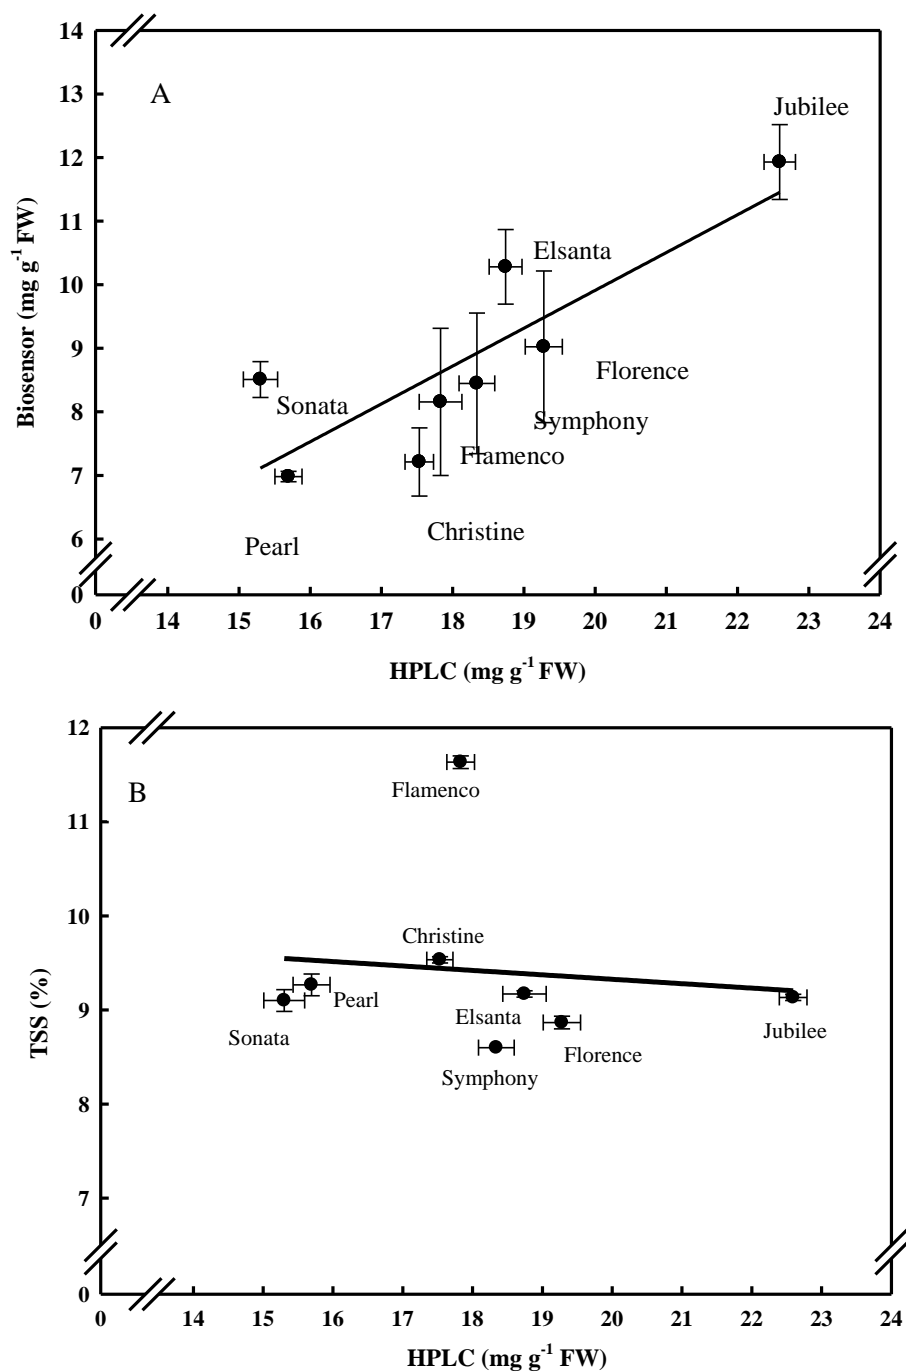 14
13
12
11
10
9
8
7
6
0
Biosensor (mg g⁻¹ FW)
A
Jubilee
Elsanta
Florence
Sonata
Symphony
Flamenco
Christine
Pearl
0 14 15 16 17 18 19 20 21 22 23 24
HPLC (mg g⁻¹ FW)
12
11
10
9
8
7
0
TSS (%)
B
Flamenco
Christine
Pearl
Elsanta
Sonata
Florence
Jubilee
Symphony
0 14 15 16 17 18 19 20 21 22 23 24
HPLC (mg g⁻¹ FW)